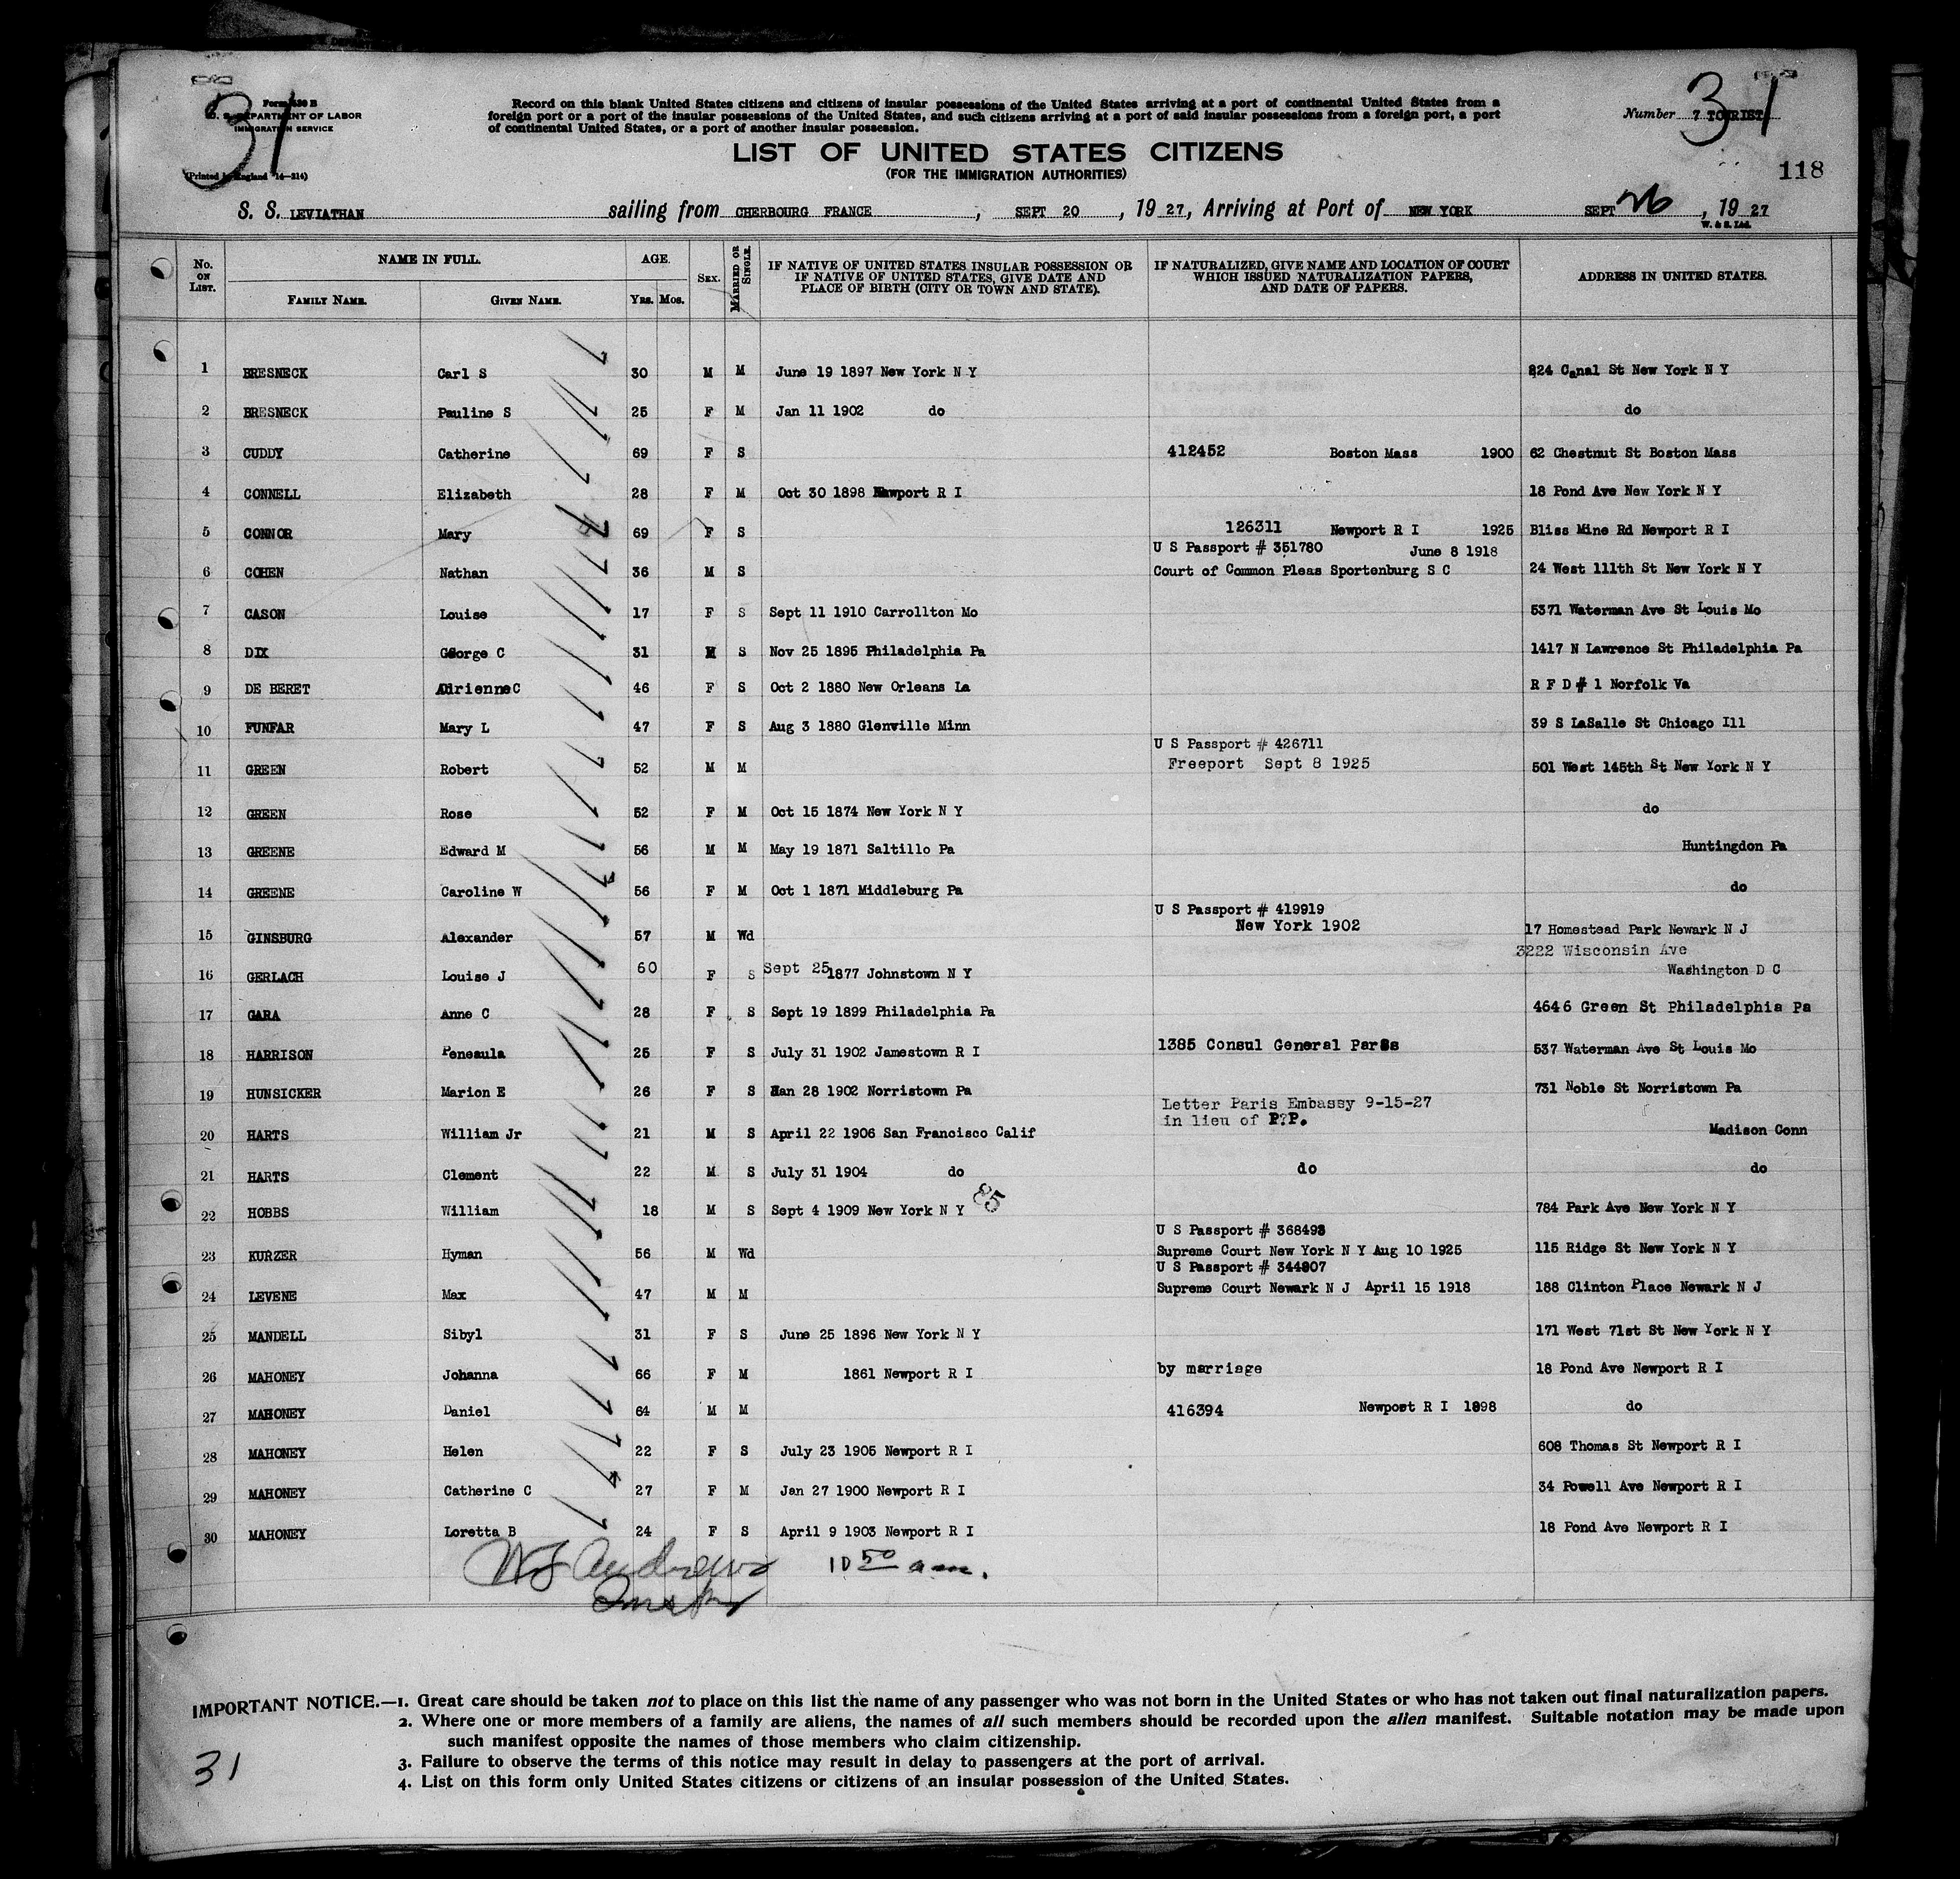 31
Form 630 B
U. S. DEPARTMENT OF LABOR
IMMIGRATION SERVICE
(Printed in England 14—214)
Record on this blank United States citizens and citizens of insular possessions of the United States arriving at a port of continental United States from a
foreign port or a port of the insular possessions of the United States, and such citizens arriving at a port of said insular possessions from a foreign port, a port
of continental United States, or a port of another insular possession.
LIST OF UNITED STATES CITIZENS
(FOR THE IMMIGRATION AUTHORITIES)
Number 7 TOURIST
31
118
S. S. LEVIATHAN sailing from CHERBOURG FRANCE, SEPT 20, 19 27, Arriving at Port of NEW YORK SEPT 26, 19 27
W. & S. Ltd.
No. ON LIST. NAME IN FULL. FAMILY NAME. GIVEN NAME. AGE. Yrs. Mos. SEX. MARRIED OR SINGLE. IF NATIVE OF UNITED STATES INSULAR POSSESSION OR IF NATIVE OF UNITED STATES, GIVE DATE AND PLACE OF BIRTH (CITY OR TOWN AND STATE). IF NATURALIZED, GIVE NAME AND LOCATION OF COURT WHICH ISSUED NATURALIZATION PAPERS, AND DATE OF PAPERS. ADDRESS IN UNITED STATES.
1 BRESNECK Carl S 30 M M June 19 1897 New York N Y 824 Canal St New York N Y
2 BRESNECK Pauline S 25 F M Jan 11 1902 do do
3 CUDDY Catherine 69 F S 412452 Boston Mass 1900 62 Chestnut St Boston Mass
4 CONNELL Elizabeth 28 F M Oct 30 1898 Newport R I 18 Pond Ave New York N Y
5 CONNOR Mary 69 F S 126311 Newport R I 1925 Bliss Mine Rd Newport R I
U S Passport # 351780 June 8 1918
6 COHEN Nathan 36 M S Court of Common Pleas Sportenburg S C 24 West 111th St New York N Y
7 CASON Louise 17 F S Sept 11 1910 Carrollton Mo 5371 Waterman Ave St Louis Mo
8 DIX George C 31 M S Nov 25 1895 Philadelphia Pa 1417 N Lawrence St Philadelphia Pa
9 DE BERET Adrienne C 46 F S Oct 2 1880 New Orleans La R F D # 1 Norfolk Va
10 FUNFAR Mary L 47 F S Aug 3 1880 Glenville Minn 39 S LaSalle St Chicago Ill
U S Passport # 426711
11 GREEN Robert 52 M M Freeport Sept 8 1925 501 West 145th St New York N Y
12 GREEN Rose 52 F M Oct 15 1874 New York N Y do
13 GREENE Edward M 56 M M May 19 1871 Saltillo Pa Huntingdon Pa
14 GREENE Caroline W 56 F M Oct 1 1871 Middleburg Pa do
U S Passport # 419919
New York 1902
15 GINSBURG Alexander 57 M Wd 17 Homestead Park Newark N J
3222 Wisconsin Ave
16 GERLACH Louise J 60 F S Sept 25 1877 Johnstown N Y Washington D C
17 GARA Anne C 28 F S Sept 19 1899 Philadelphia Pa 4646 Green St Philadelphia Pa
18 HARRISON Peneaula 25 F S July 31 1902 Jamestown R I 1385 Consul General Paris 537 Waterman Ave St Louis Mo
19 HUNSICKER Marion E 26 F S Jan 28 1902 Norristown Pa 731 Noble St Norristown Pa
Letter Paris Embassy 9-15-27
in lieu of P.P.
20 HARTS William Jr 21 M S April 22 1906 San Francisco Calif Madison Conn
21 HARTS Clement 22 M S July 31 1904 do do do
22 HOBBS William 18 M S Sept 4 1909 New York N Y 85 784 Park Ave New York N Y
U S Passport # 368493
23 KURZER Hyman 56 M Wd Supreme Court New York N Y Aug 10 1925 115 Ridge St New York N Y
U S Passport # 344807
24 LEVENE Max 47 M M Supreme Court Newark N J April 15 1918 188 Clinton Place Newark N J
25 MANDELL Sibyl 31 F S June 25 1896 New York N Y 171 West 71st St New York N Y
26 MAHONEY Johanna 66 F M 1861 Newport R I by marriage 18 Pond Ave Newport R I
27 MAHONEY Daniel 64 M M 416394 Newport R I 1898 do
28 MAHONEY Helen 22 F S July 23 1905 Newport R I 608 Thomas St Newport R I
29 MAHONEY Catherine C 27 F M Jan 27 1900 Newport R I 34 Powell Ave Newport R I
30 MAHONEY Loretta B 24 F S April 9 1903 Newport R I 18 Pond Ave Newport R I
Andrews 10 50 a m.
IMPORTANT NOTICE.—1. Great care should be taken not to place on this list the name of any passenger who was not born in the United States or who has not taken out final naturalization papers.
2. Where one or more members of a family are aliens, the names of all such members should be recorded upon the alien manifest. Suitable notation may be made upon
such manifest opposite the names of those members who claim citizenship.
3. Failure to observe the terms of this notice may result in delay to passengers at the port of arrival.
4. List on this form only United States citizens or citizens of an insular possession of the United States.
31